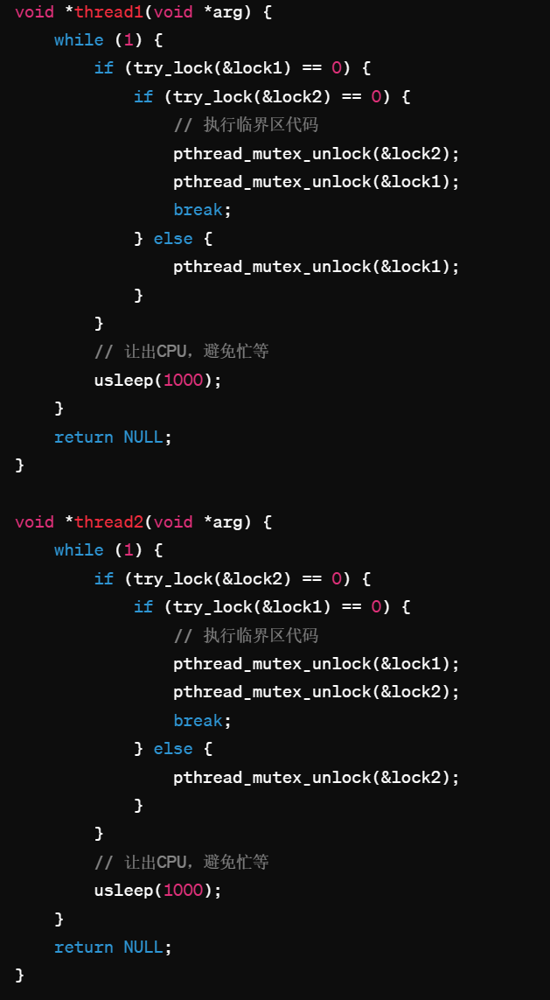 void *thread1(void *arg) {
    while (1) {
        if (try_lock(&lock1) == 0) {
            if (try_lock(&lock2) == 0) {
                // 执行临界区代码
                pthread_mutex_unlock(&lock2);
                pthread_mutex_unlock(&lock1);
                break;
            } else {
                pthread_mutex_unlock(&lock1);
            }
        }
        // 让出CPU，避免忙等
        usleep(1000);
    }
    return NULL;
}

void *thread2(void *arg) {
    while (1) {
        if (try_lock(&lock2) == 0) {
            if (try_lock(&lock1) == 0) {
                // 执行临界区代码
                pthread_mutex_unlock(&lock1);
                pthread_mutex_unlock(&lock2);
                break;
            } else {
                pthread_mutex_unlock(&lock2);
            }
        }
        // 让出CPU，避免忙等
        usleep(1000);
    }
    return NULL;
}